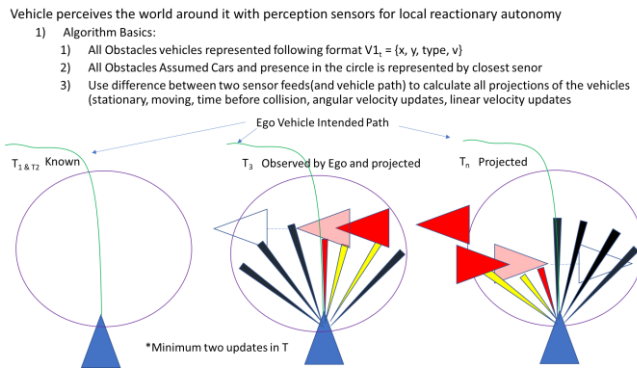 Vehicle perceives the world around it with perception sensors for local reactionary autonomy
1) Algorithm Basics:
1) All Obstacles vehicles represented following format V1t = {x, y, type, v}
2) All Obstacles Assumed Cars and presence in the circle is represented by closest senor
3) Use difference between two sensor feeds(and vehicle path) to calculate all projections of the vehicles
(stationary, moving, time before collision, angular velocity updates, linear velocity updates
Ego Vehicle Intended Path
T1 & T2 Known
T3 Observed by Ego and projected
Tn Projected
*Minimum two updates in T